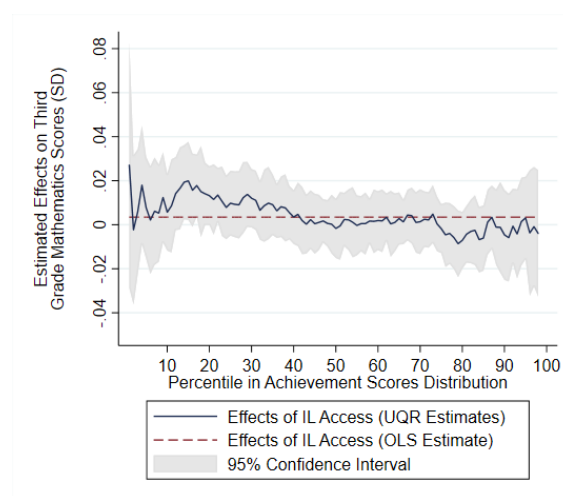 Estimated Effects on Third
Grade Mathematics Scores (SD)
.08
.06
.04
.02
0
-.02
-.04
10 20 30 40 50 60 70 80 90 100
Percentile in Achievement Scores Distribution
Effects of IL Access (UQR Estimates)
Effects of IL Access (OLS Estimate)
95% Confidence Interval